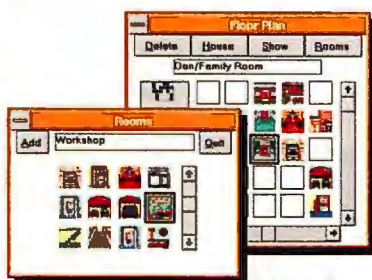 Floor Plan
Delete House Show Rooms
Den/Family Room
Rooms
Add Workshop Quit